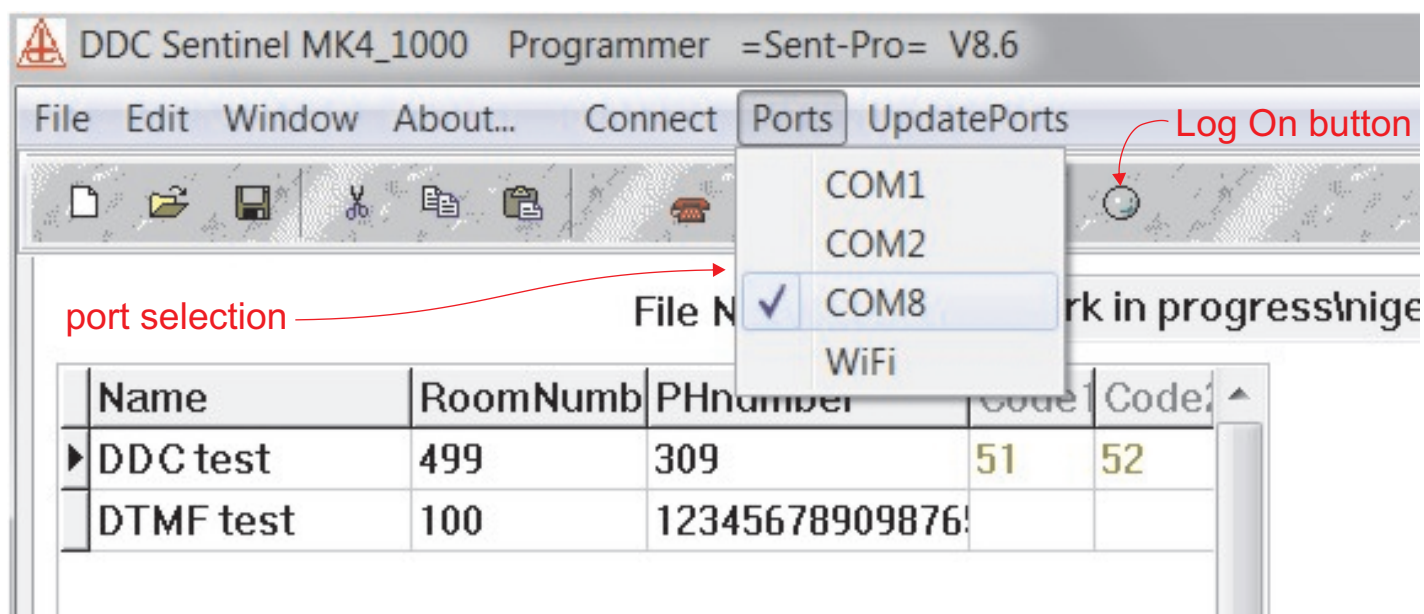 DDC Sentinel MK4_1000 Programmer =Sent-Pro= V8.6
File Edit Window About... Connect Ports UpdatePorts
Log On button
COM1
COM2
port selection
File N
COM8
rk in progress\nige
WiFi
Name RoomNumb PHnumber Code1 Code2
DDC test 499 309 51 52
DTMF test 100 123456789098765